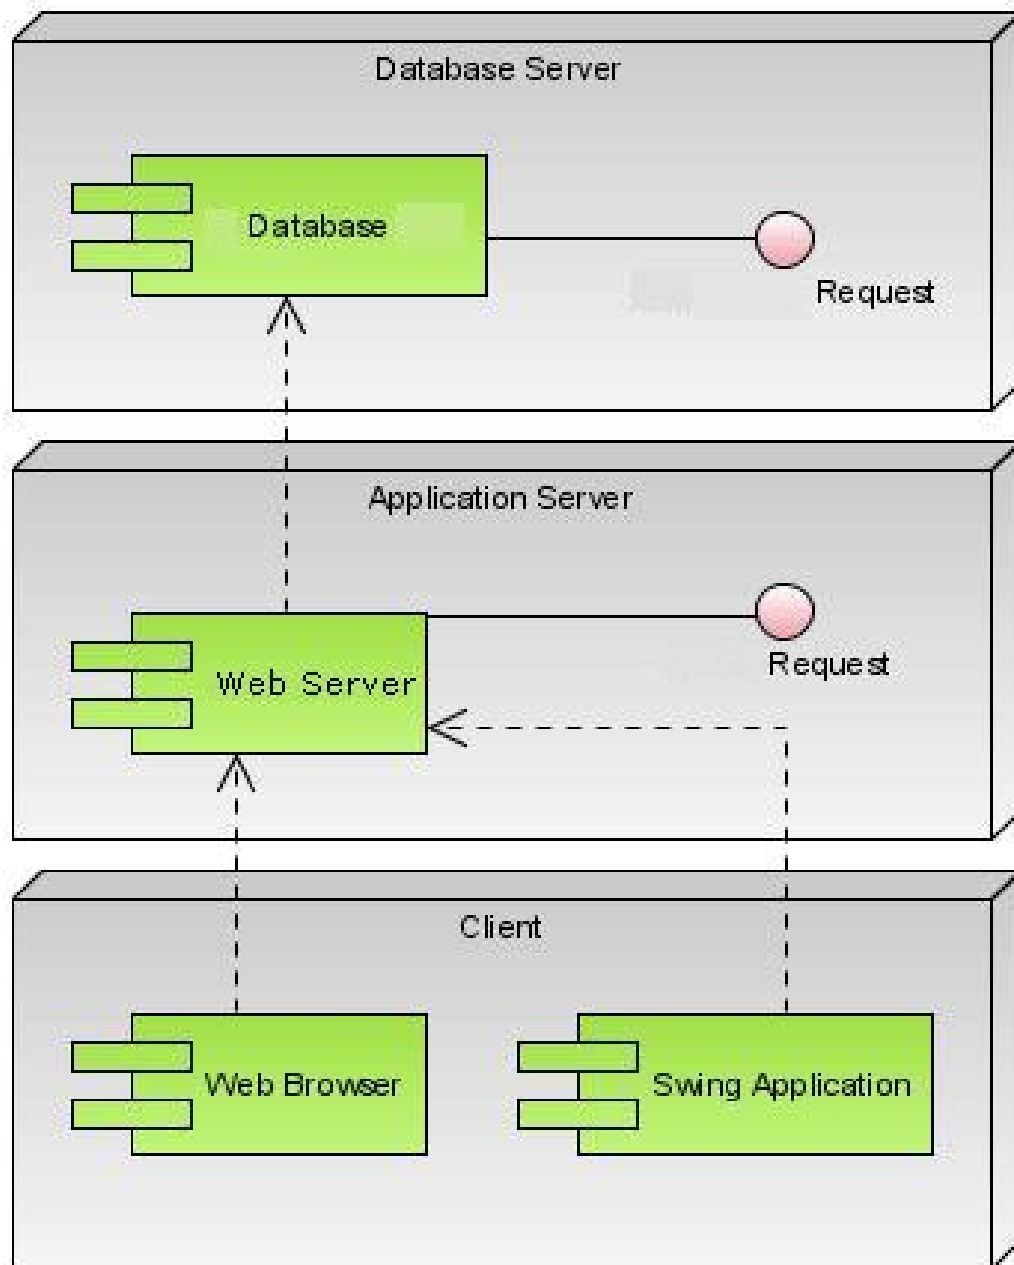 Database Server
Database
Request
Application Server
Request
Web Server
Client
Web Browser
Swing Application